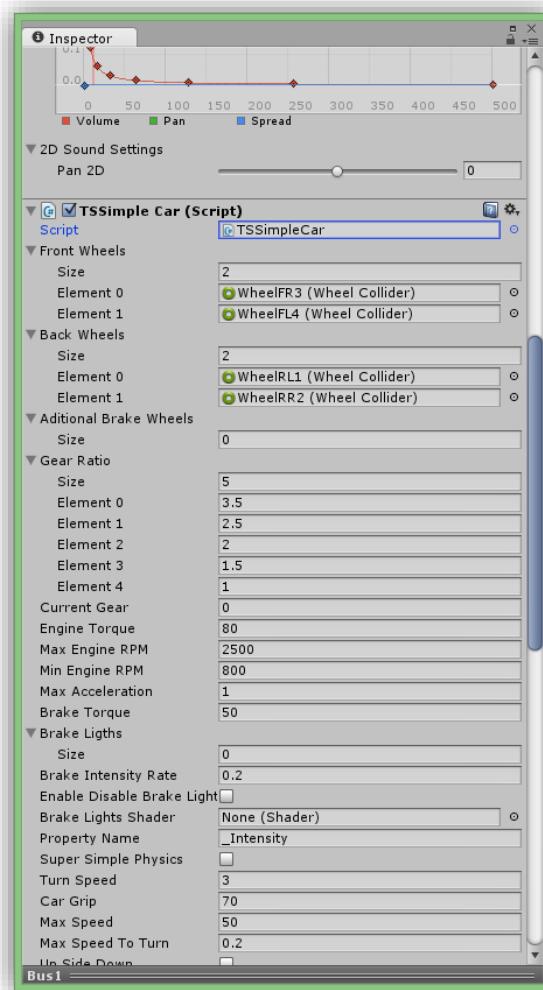 Inspector
0.1
0.0
0 50 100 150 200 250 300 350 400 450 500
Volume Pan Spread
2D Sound Settings
Pan 2D 0
TSSimple Car (Script)
Script TSSimpleCar
Front Wheels
Size 2
Element 0 WheelFR3 (Wheel Collider)
Element 1 WheelFL4 (Wheel Collider)
Back Wheels
Size 2
Element 0 WheelRL1 (Wheel Collider)
Element 1 WheelRR2 (Wheel Collider)
Aditional Brake Wheels
Size 0
Gear Ratio
Size 5
Element 0 3.5
Element 1 2.5
Element 2 2
Element 3 1.5
Element 4 1
Current Gear 0
Engine Torque 80
Max Engine RPM 2500
Min Engine RPM 800
Max Acceleration 1
Brake Torque 50
Brake Ligths
Size 0
Brake Intensity Rate 0.2
Enable Disable Brake Light
Brake Lights Shader None (Shader)
Property Name _Intensity
Super Simple Physics
Turn Speed 3
Car Grip 70
Max Speed 50
Max Speed To Turn 0.2
Up Side Down
Bus1